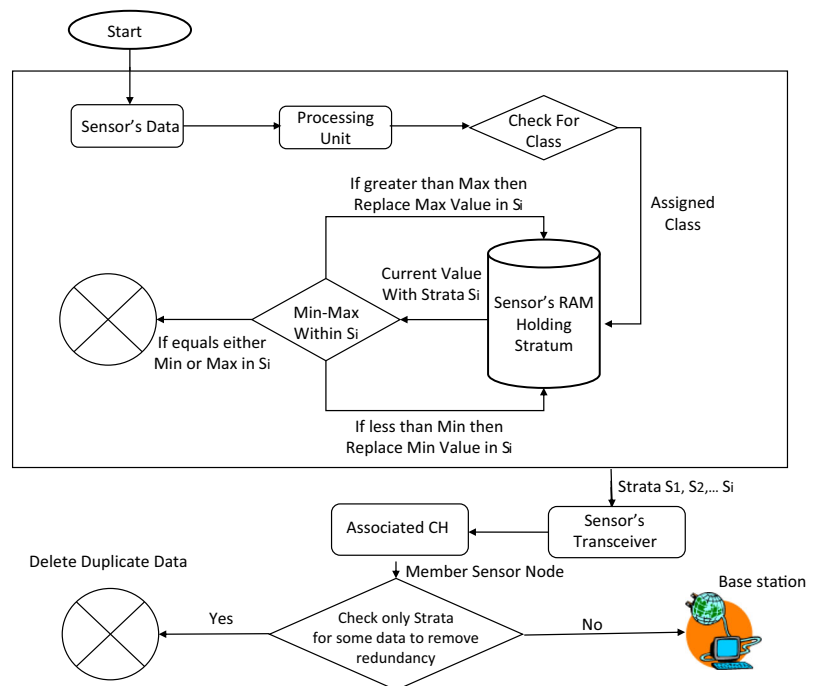 Start
Sensor's Data
Processing
Unit
Check For
Class
If greater than Max then
Replace Max Value in Si
Assigned
Class
Current Value
With Strata Si
Sensor's RAM
Holding
Stratum
Min-Max
Within Si
If equals either
Min or Max in Si
If less than Min then
Replace Min Value in Si
Strata S1, S2,... Si
Sensor's
Transceiver
Associated CH
Member Sensor Node
Delete Duplicate Data
Yes
Check only Strata
for some data to remove
redundancy
No
Base station